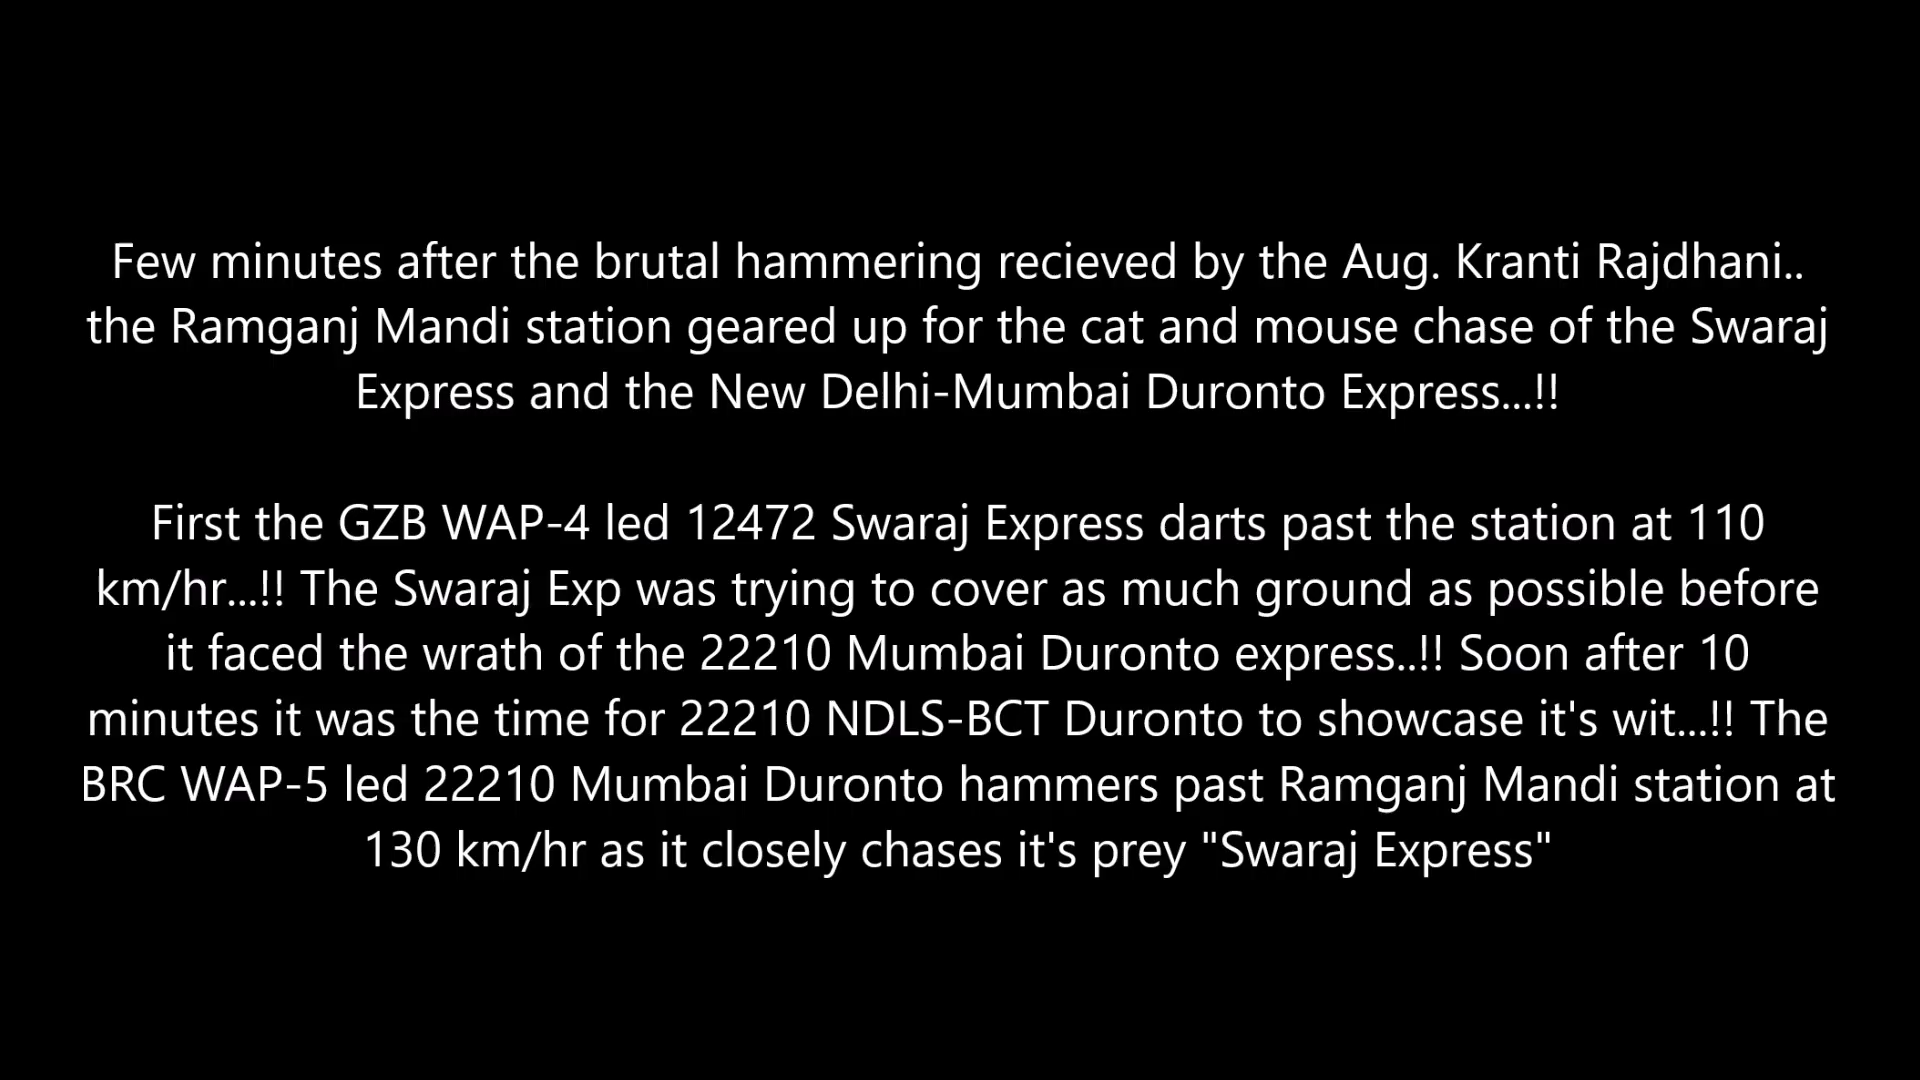 Few minutes after the brutal hammering recieved by the Aug. Kranti Rajdhani..
the Ramganj Mandi station geared up for the cat and mouse chase of the Swaraj
Express and the New Delhi-Mumbai Duronto Express...!!
First the GZB WAP-4 led 12472 Swaraj Express darts past the station at 110
km/hr...!! The Swaraj Exp was trying to cover as much ground as possible before
it faced the wrath of the 22210 Mumbai Duronto express..!! Soon after 10
minutes it was the time for 22210 NDLS-BCT Duronto to showcase it's wit...!! The
BRC WAP-5 led 22210 Mumbai Duronto hammers past Ramganj Mandi station at
130 km/hr as it closely chases it's prey "Swaraj Express"